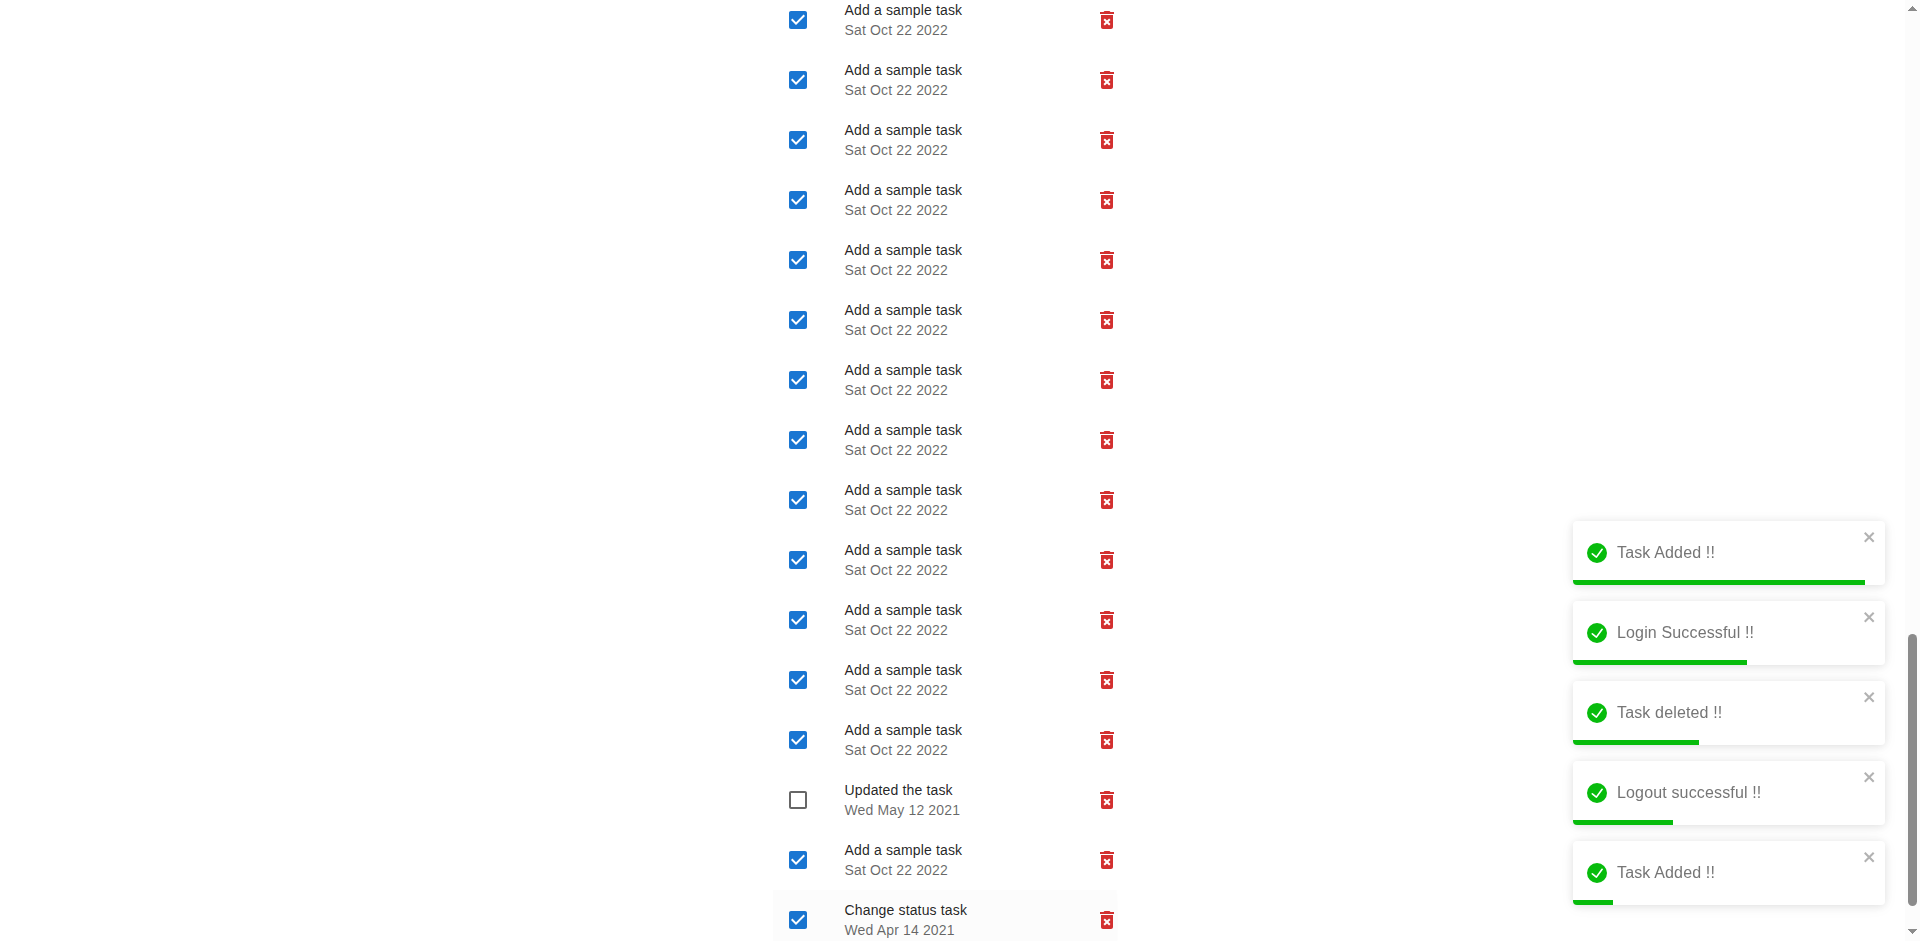 Add a sample task
Sat Oct 22 2022
Add a sample task
Sat Oct 22 2022
Add a sample task
Sat Oct 22 2022
Add a sample task
Sat Oct 22 2022
Add a sample task
Sat Oct 22 2022
Add a sample task
Sat Oct 22 2022
Add a sample task
Sat Oct 22 2022
Add a sample task
Sat Oct 22 2022
Add a sample task
Sat Oct 22 2022
Add a sample task
Sat Oct 22 2022
Add a sample task
Sat Oct 22 2022
Add a sample task
Sat Oct 22 2022
Add a sample task
Sat Oct 22 2022
Updated the task
Wed May 12 2021
Add a sample task
Sat Oct 22 2022
Change status task
Wed Apr 14 2021
Task Added !!
Login Successful !!
Task deleted !!
Logout successful !!
Task Added !!